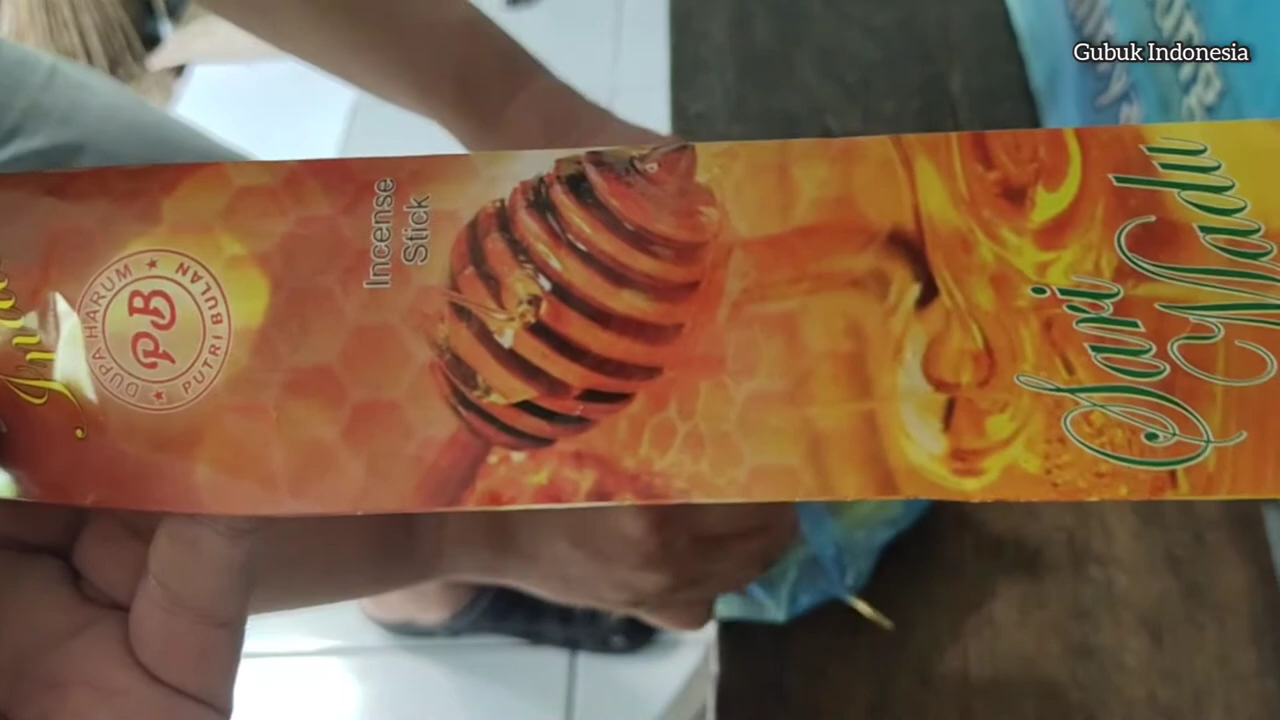 Gubuk Indonesia
DUPA HARUM
PB
PUTRI BULAN
Incense
Stick
Sari
Madu